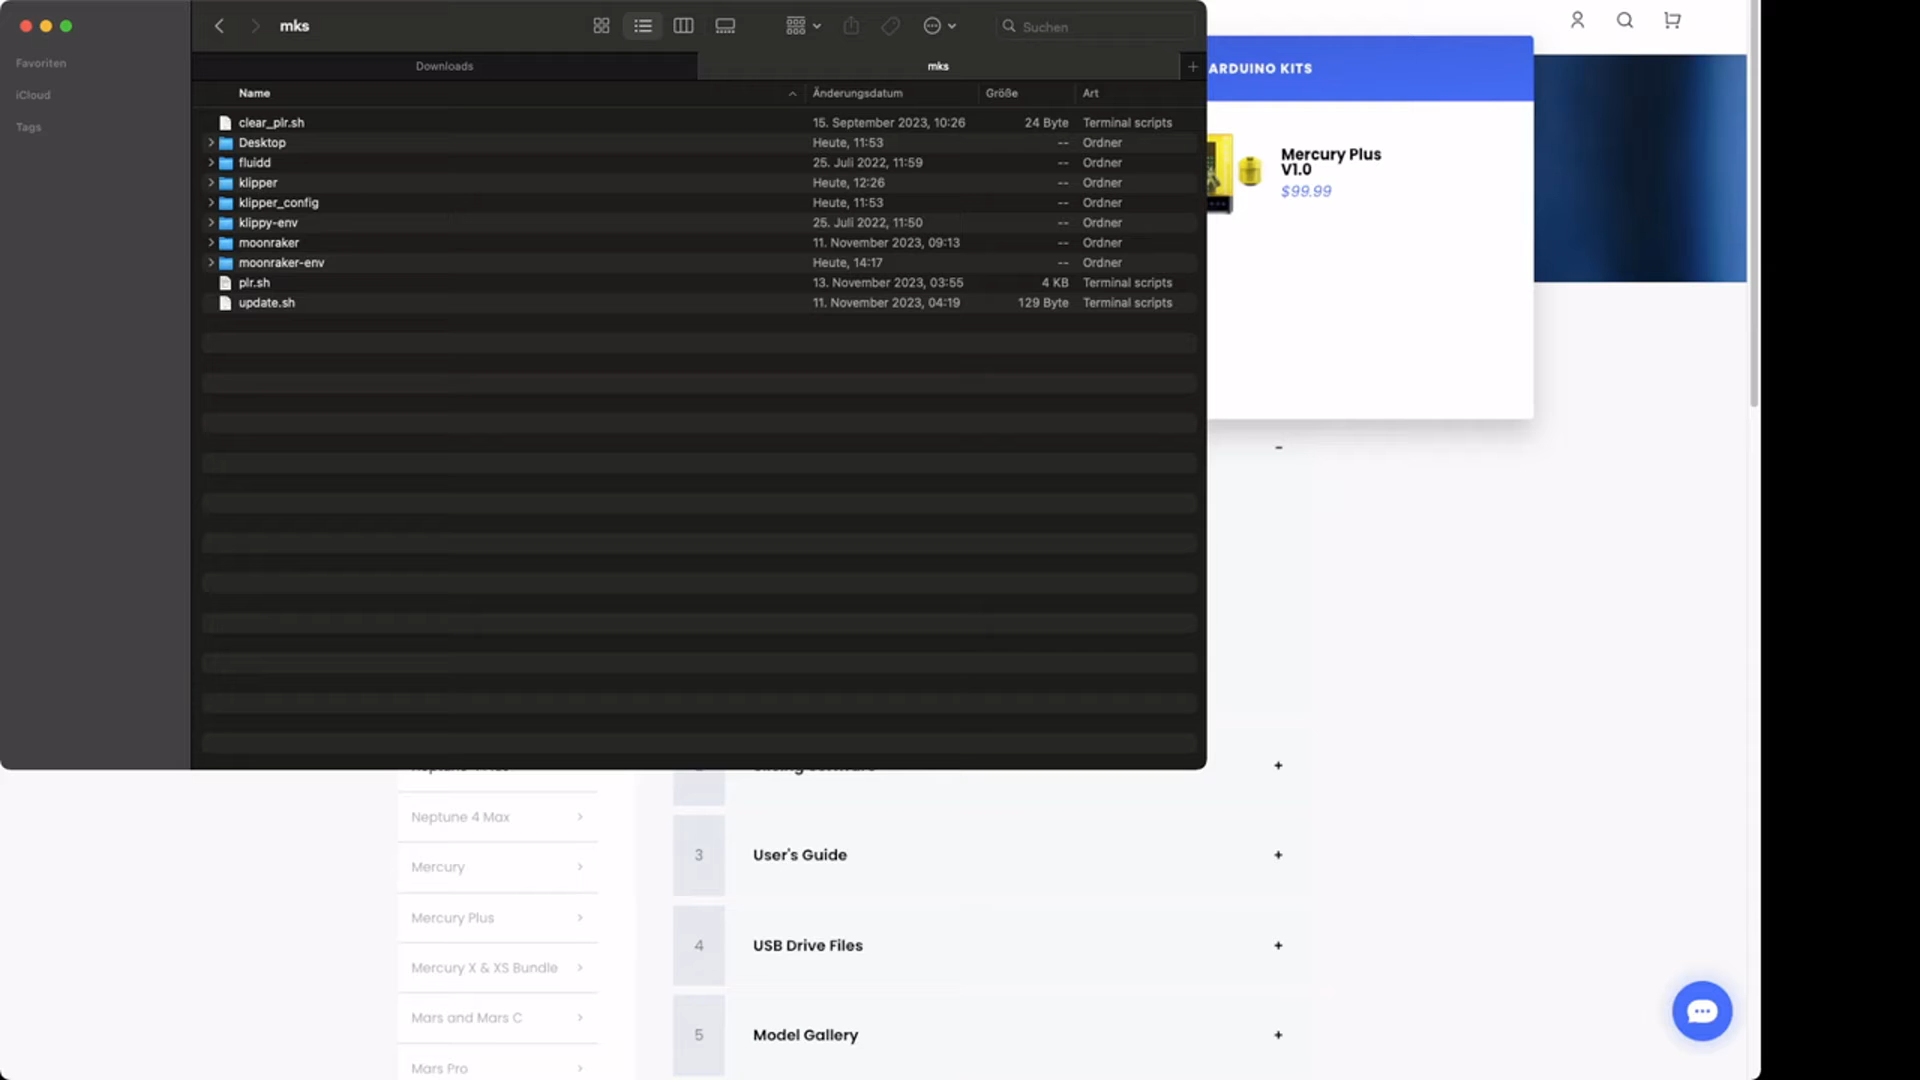 mks
Suchen
Favoriten
iCloud
Tags
Downloads
mks
Name Änderungsdatum Größe Art
clear_plr.sh 15. September 2023, 10:26 24 Byte Terminal scripts
Desktop Heute, 11:53 -- Ordner
fluidd 25. Juli 2022, 11:59 -- Ordner
klipper Heute, 12:26 -- Ordner
klipper_config Heute, 11:53 -- Ordner
klippy-env 25. Juli 2022, 11:50 -- Ordner
moonraker 11. November 2023, 09:13 -- Ordner
moonraker-env Heute, 14:17 -- Ordner
plr.sh 13. November 2023, 03:55 4 KB Terminal scripts
update.sh 11. November 2023, 04:19 129 Byte Terminal scripts
ARDUINO KITS
Mercury Plus
V1.0
$99.99
Neptune 4 Max
Mercury
Mercury Plus
Mercury X & XS Bundle
Mars and Mars C
Mars Pro
3 User's Guide
4 USB Drive Files
5 Model Gallery